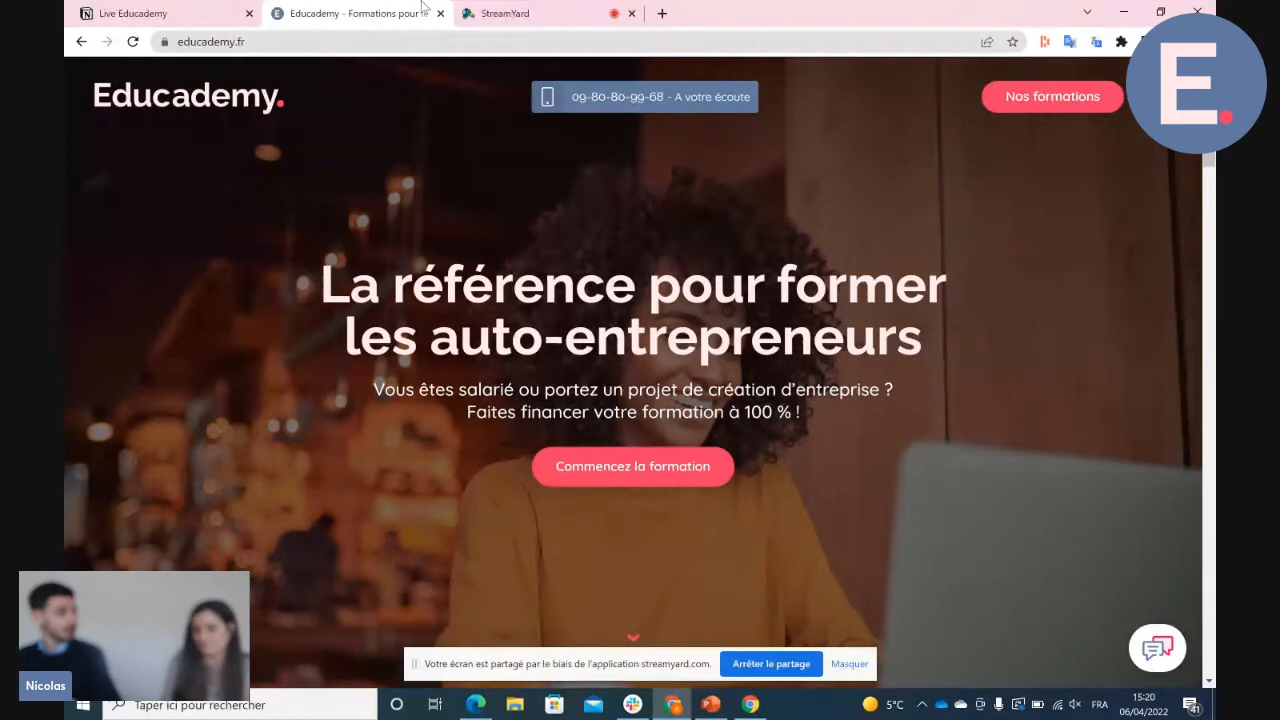 Live Educademy
Educademy – Formations pour le
StreamYard
educademy.fr
Educademy.
09-80-80-99-68 - A votre écoute
Nos formations
E.
La référence pour former
les auto-entrepreneurs
Vous êtes salarié ou portez un projet de création d'entreprise ?
Faites financer votre formation à 100 % !
Commencez la formation
Votre écran est partagé par le biais de l'application streamyard.com.
Arrêter le partage
Masquer
Nicolas
Taper ici pour rechercher
5°C
FRA
15:20
06/04/2022